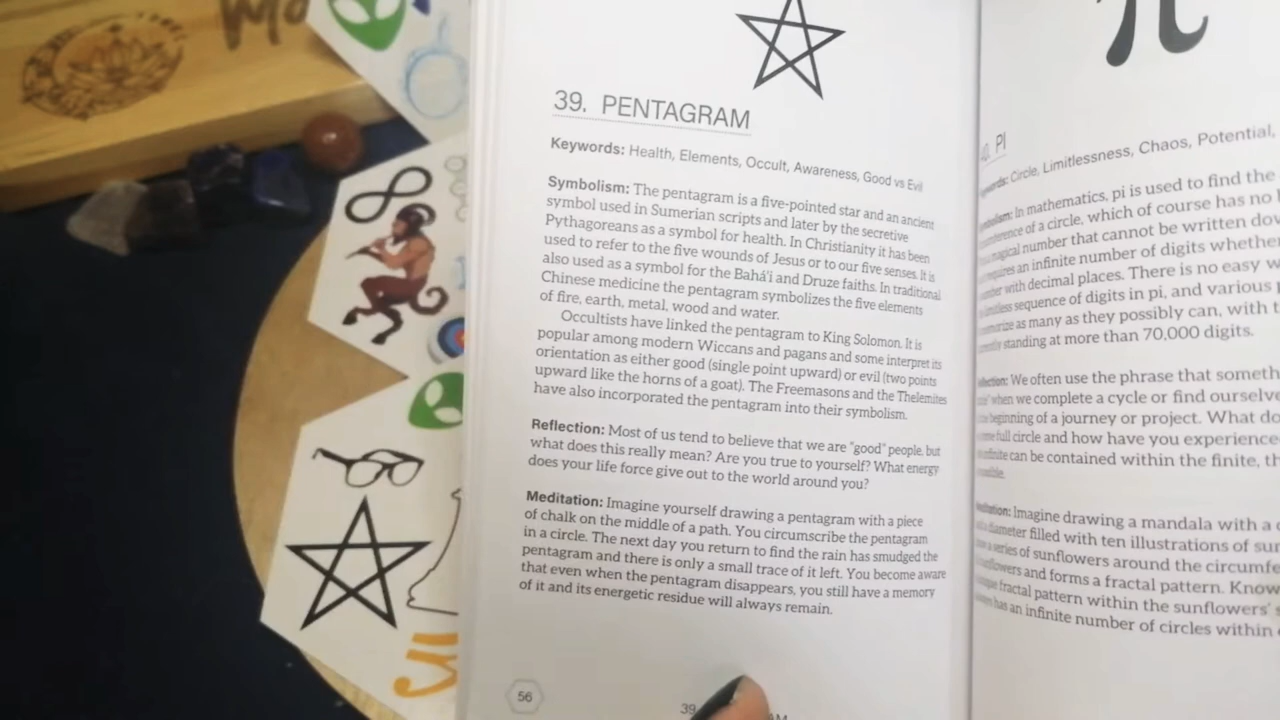 39. PENTAGRAM
Keywords: Health, Elements, Occult, Awareness, Good vs Evil
Symbolism: The pentagram is a five-pointed star and an ancient
symbol used in Sumerian scripts and later by the secretive
Pythagoreans as a symbol for health. In Christianity it has been
used to refer to the five wounds of Jesus or to our five senses. It is
also used as a symbol for the Bahá'í and Druze faiths. In traditional
Chinese medicine the pentagram symbolizes the five elements
of fire, earth, metal, wood and water.
Occultists have linked the pentagram to King Solomon. It is
popular among modern Wiccans and pagans and some interpret its
orientation as either good (single point upward) or evil (two points
upward like the horns of a goat). The Freemasons and the Thelemites
have also incorporated the pentagram into their symbolism.
Reflection: Most of us tend to believe that we are "good" people, but
what does this really mean? Are you true to yourself? What energy
does your life force give out to the world around you?
Meditation: Imagine yourself drawing a pentagram with a piece
of chalk on the middle of a path. You circumscribe the pentagram
in a circle. The next day you return to find the rain has smudged the
pentagram and there is only a small trace of it left. You become aware
that even when the pentagram disappears, you still have a memory
of it and its energetic residue will always remain.
56
39
π
PI
Circle, Limitlessness, Chaos, Potential,
In mathematics, pi is used to find the
of a circle, which of course has no
magical number that cannot be written
an infinite number of digits
with decimal places. There is no easy
sequence of digits in pi, and various
as many as they possibly can, with
standing at more than 70,000 digits.
We often use the phrase that
when we complete a cycle or find
beginning of a journey or project. What
full circle and how have you
can be contained within the finite,
Imagine drawing a mandala with a
diameter filled with ten illustrations of
a series of sunflowers around the
and forms a fractal pattern. Know
fractal pattern within the sunflowers'
has an infinite number of circles within